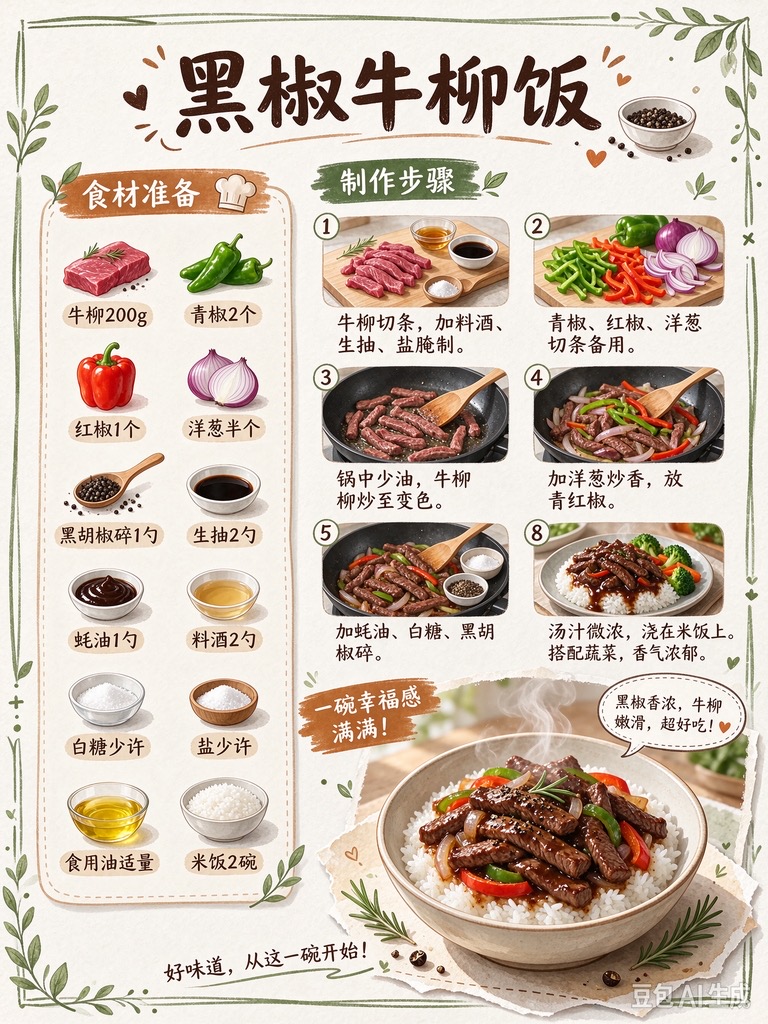 黑椒牛柳饭
食材准备
牛柳200g
青椒2个
红椒1个
洋葱半个
黑胡椒碎1勺
生抽2勺
蚝油1勺
料酒2勺
白糖少许
盐少许
食用油适量
米饭2碗
制作步骤
1
牛柳切条，加料酒、
生抽、盐腌制。
2
青椒、红椒、洋葱
切条备用。
3
锅中少油，牛柳
柳炒至变色。
4
加洋葱炒香，放
青红椒。
5
加蚝油、白糖、黑胡
椒碎。
8
汤汁微浓，浇在米饭上。
搭配蔬菜，香气浓郁。
一碗幸福感
满满！
黑椒香浓，牛柳
嫩滑，超好吃！
好味道，从这一碗开始！
豆包AI生成